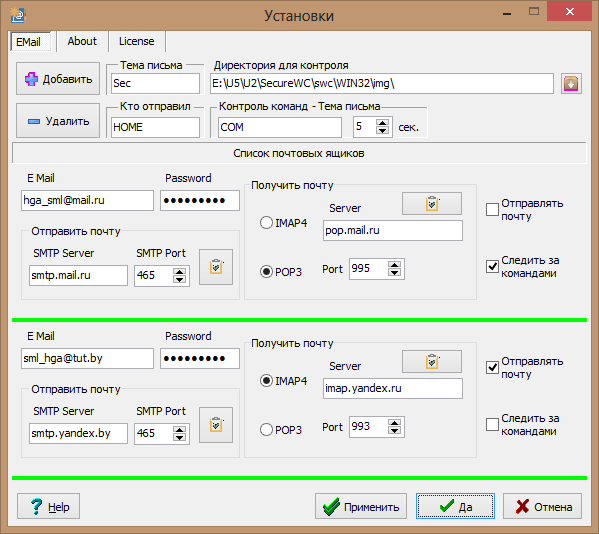 Установки
EMail
About
License
Добавить
Тема письма
Sec
Директория для контроля
E:\U5\U2\SecureWC\swc\WIN32\img\
Удалить
Кто отправил
HOME
Контроль команд - Тема письма
COM
5
сек.
Список почтовых ящиков
E Mail
Password
hga_sml@mail.ru
●●●●●●●●●
Получить почту
IMAP4
POP3
Server
pop.mail.ru
Port
995
Отправлять
почту
Следить за
командами
Отправить почту
SMTP Server
SMTP Port
smtp.mail.ru
465
E Mail
Password
sml_hga@tut.by
●●●●●●●●●
Получить почту
IMAP4
POP3
Server
imap.yandex.ru
Port
993
Отправлять
почту
Следить за
командами
Отправить почту
SMTP Server
SMTP Port
smtp.yandex.by
465
Help
Применить
Да
Отмена